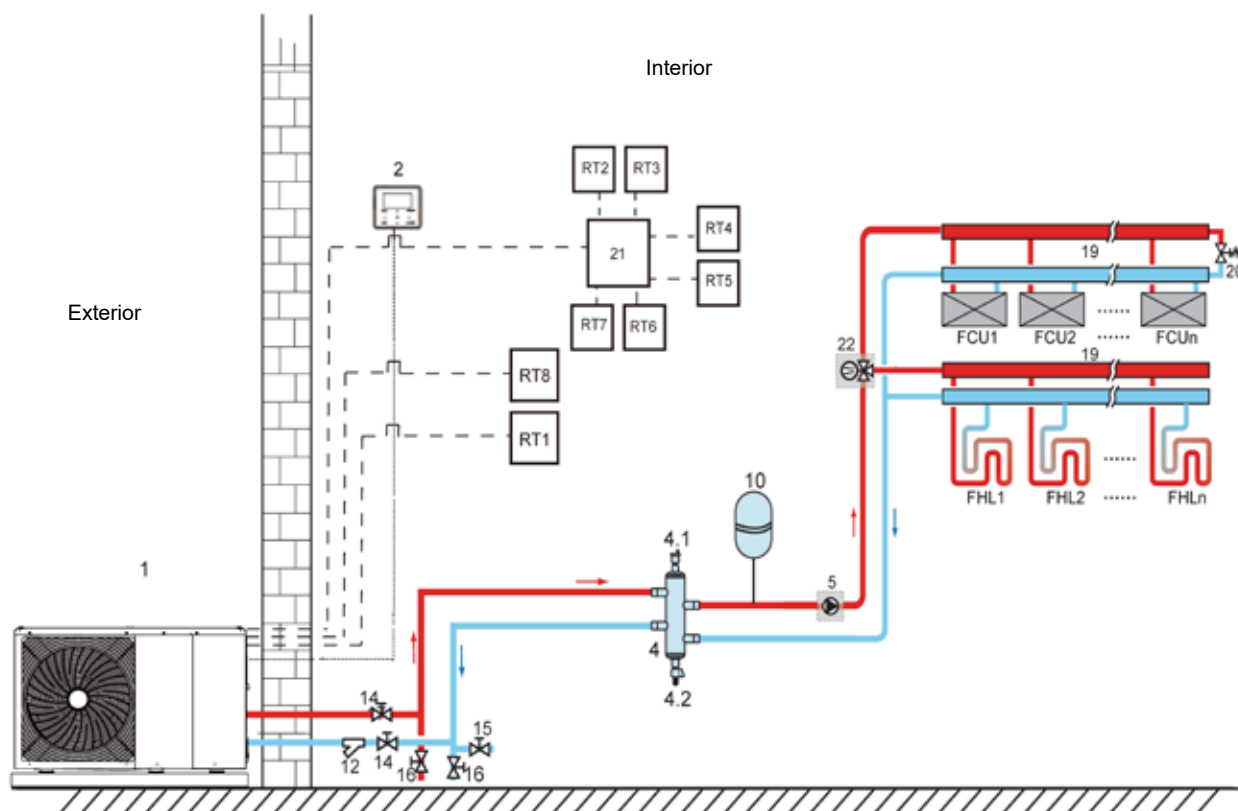 Interior
2
RT2
RT3
RT4
21
RT5
RT7
RT6
Exterior
RT8
RT1
19
20
FCU1
FCU2
......
FCUn
22
19
......
FHL1
FHL2
......
FHLn
10
4.1
5
1
4
4.2
14
15
12
14
16
16